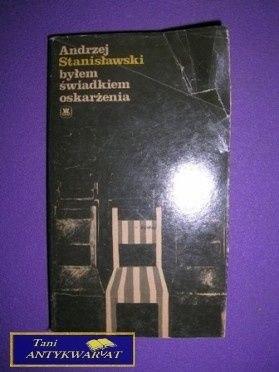 Andrzej
Stanisławski
byłem
świadkiem
oskarżenia
Tani
ANTYKWARIAT